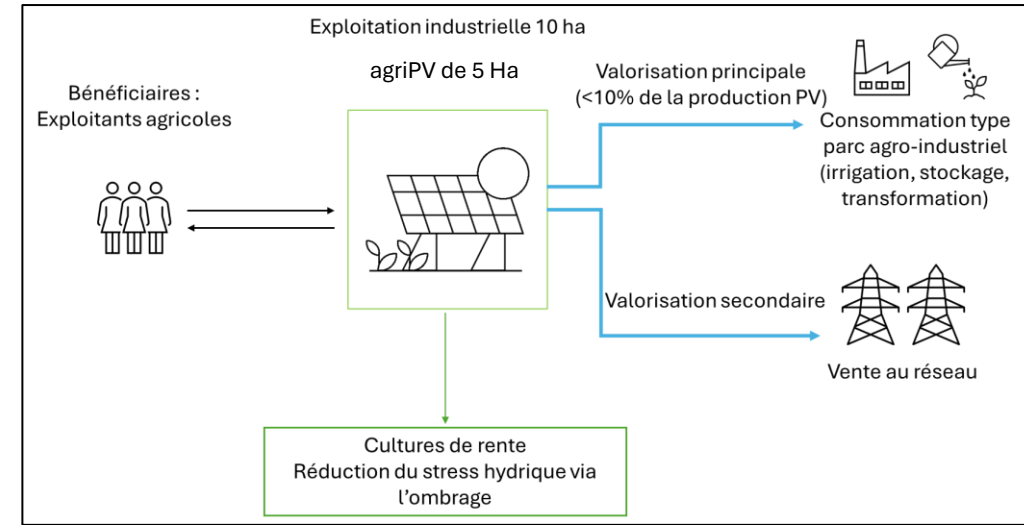 Exploitation industrielle 10 ha
agriPV de 5 Ha
Bénéficiaires :
Exploitants agricoles
Valorisation principale
(<10% de la production PV)
Consommation type
parc agro-industriel
(irrigation, stockage,
transformation)
Valorisation secondaire
Vente au réseau
Cultures de rente
Réduction du stress hydrique via
l'ombrage